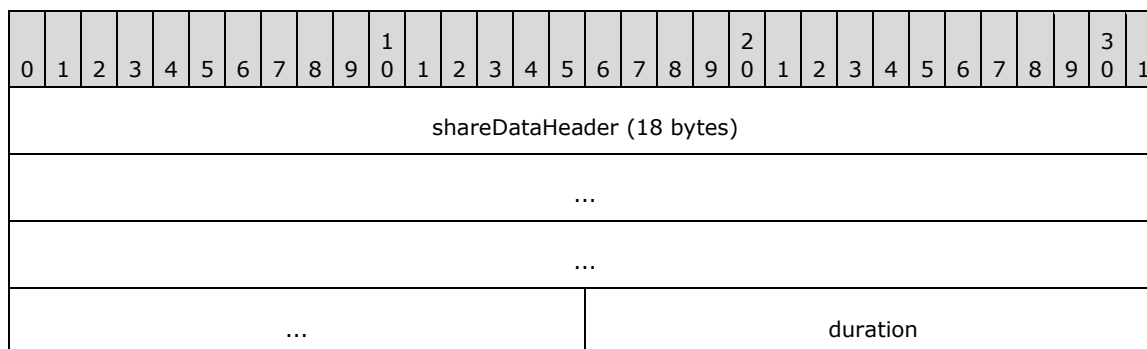 1 2 3
0 1 2 3 4 5 6 7 8 9 0 1 2 3 4 5 6 7 8 9 0 1 2 3 4 5 6 7 8 9 0 1
shareDataHeader (18 bytes)
...
...
... duration